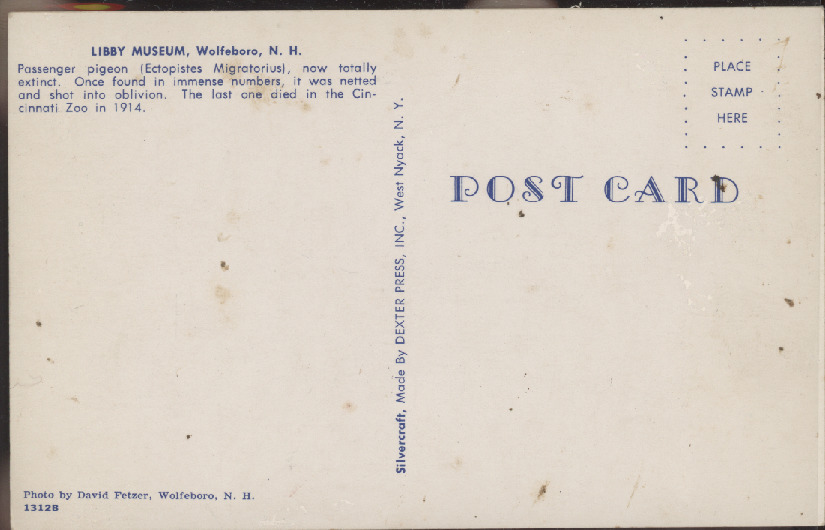 LIBBY MUSEUM, Wolfeboro, N. H.
Passenger pigeon (Ectopistes Migratorius), now totally
extinct. Once found in immense numbers, it was netted
and shot into oblivion. The last one died in the Cin-
cinnati Zoo in 1914.
Photo by David Fetzer, Wolfeboro, N. H.
1312B
Silvercraft, Made By DEXTER PRESS, INC., West Nyack, N. Y.
PLACE
STAMP
HERE
POST CARD